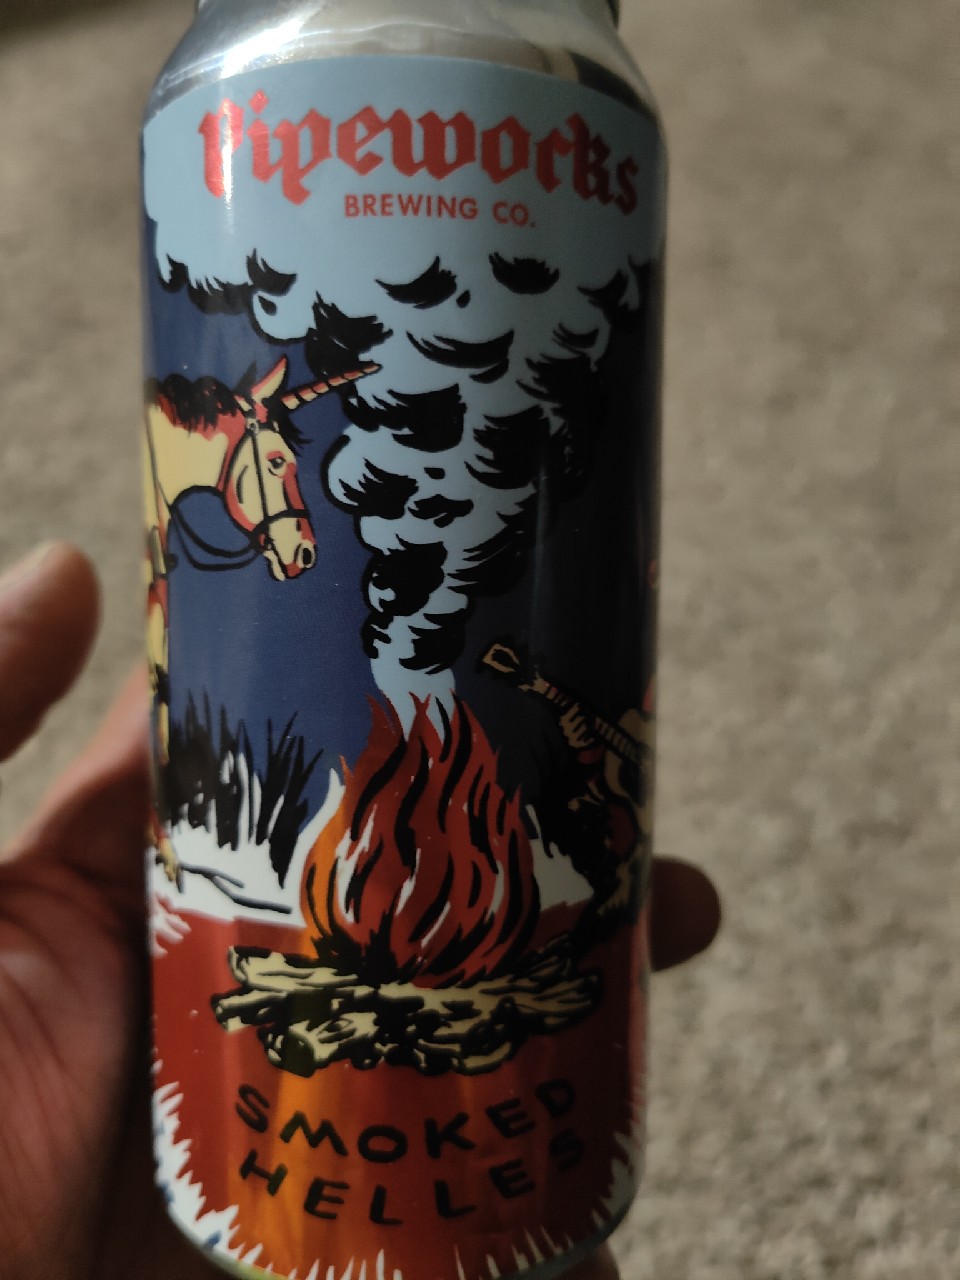 Pipeworks
BREWING CO.
SMOKED
HELLES